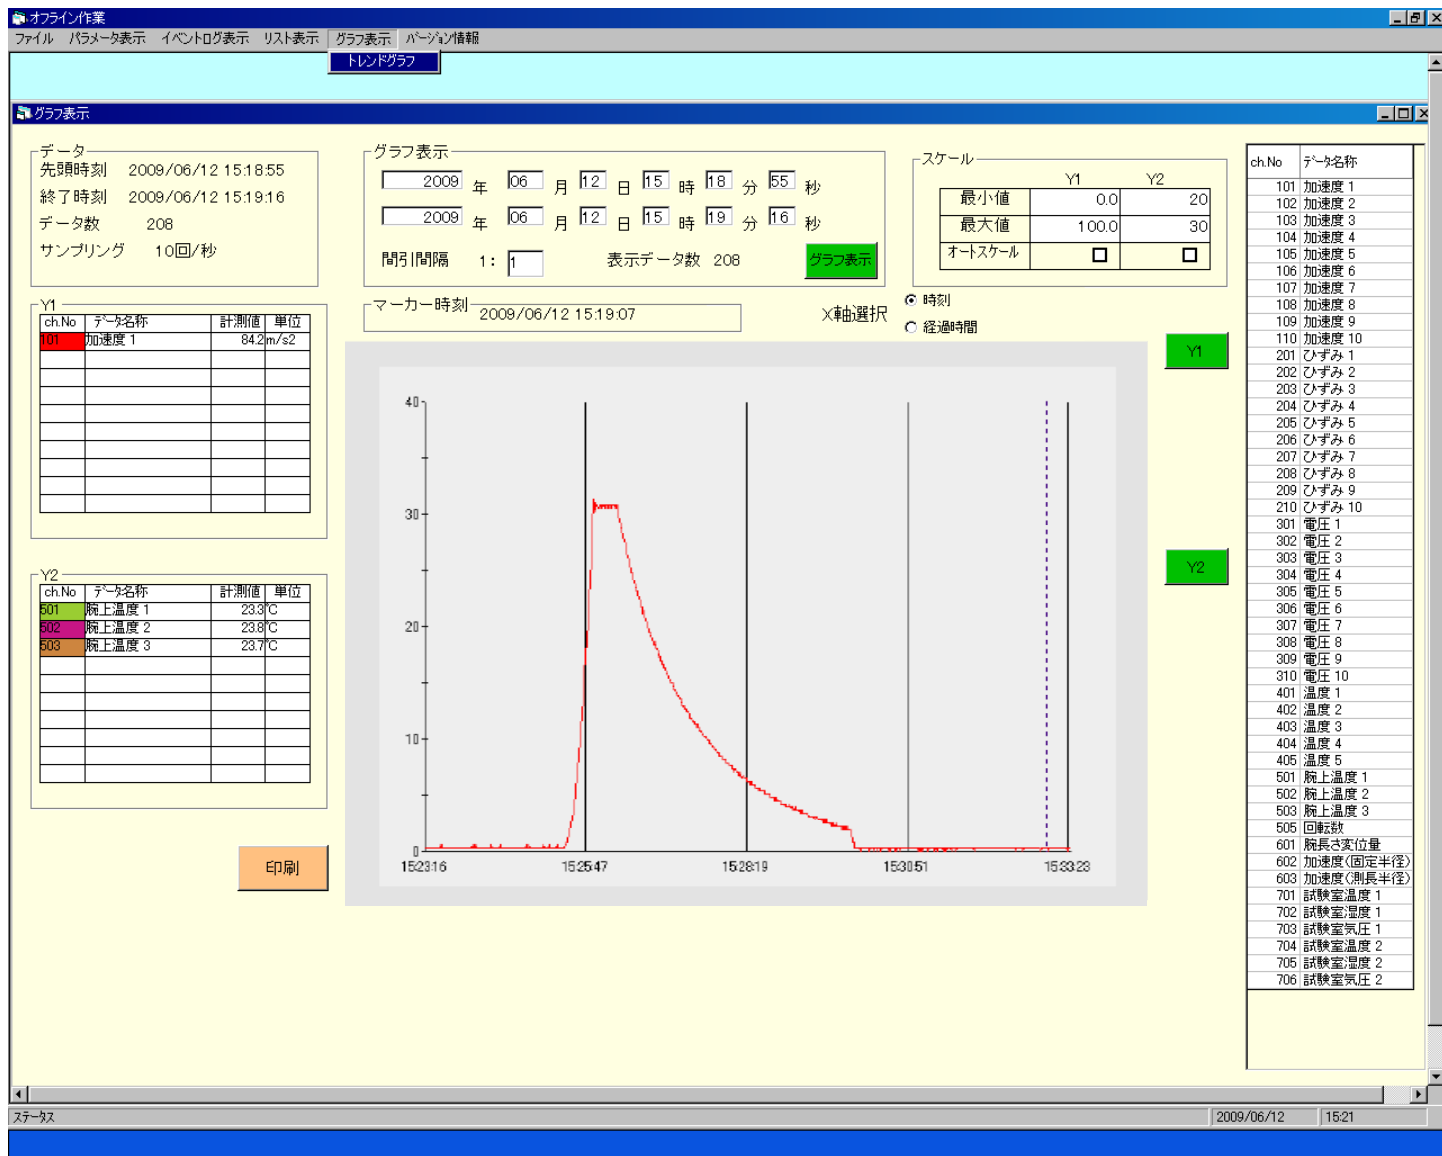 オフライン作業
ファイル パラメータ表示 イベントログ表示 リスト表示 グラフ表示 バージョン情報
トレンドグラフ
グラフ表示
データ
先頭時刻 2009/06/12 15:18:55
終了時刻 2009/06/12 15:19:16
データ数 208
サンプリング 10回/秒
グラフ表示
2009 年 06 月 12 日 15 時 18 分 55 秒
2009 年 06 月 12 日 15 時 19 分 16 秒
間引間隔 1: 1 表示データ数 208 グラフ表示
スケール
Y1 Y2
最小値 0.0 20
最大値 100.0 30
オートスケール
マーカー時刻 2009/06/12 15:19:07
X軸選択
時刻
経過時間
Y1
ch.No データ名称 計測値 単位
101 加速度 1 84.2 m/s2
Y2
ch.No データ名称 計測値 単位
501 腕上温度 1 23.3 ℃
502 腕上温度 2 23.8 ℃
503 腕上温度 3 23.7 ℃
印刷
Y1
Y2
40
30
20
10
0
15:23:16 15:25:47 15:28:19 15:30:51 15:33:23
ch.No データ名称
101 加速度 1
102 加速度 2
103 加速度 3
104 加速度 4
105 加速度 5
106 加速度 6
107 加速度 7
108 加速度 8
109 加速度 9
110 加速度 10
201 ひずみ 1
202 ひずみ 2
203 ひずみ 3
204 ひずみ 4
205 ひずみ 5
206 ひずみ 6
207 ひずみ 7
208 ひずみ 8
209 ひずみ 9
210 ひずみ 10
301 電圧 1
302 電圧 2
303 電圧 3
304 電圧 4
305 電圧 5
306 電圧 6
307 電圧 7
308 電圧 8
309 電圧 9
310 電圧 10
401 温度 1
402 温度 2
403 温度 3
404 温度 4
405 温度 5
501 腕上温度 1
502 腕上温度 2
503 腕上温度 3
505 回転数
601 腕長さ変位量
602 加速度(固定半径)
603 加速度(測長半径)
701 試験室温度 1
702 試験室湿度 1
703 試験室気圧 1
704 試験室温度 2
705 試験室湿度 2
706 試験室気圧 2
ステータス 2009/06/12 15:21